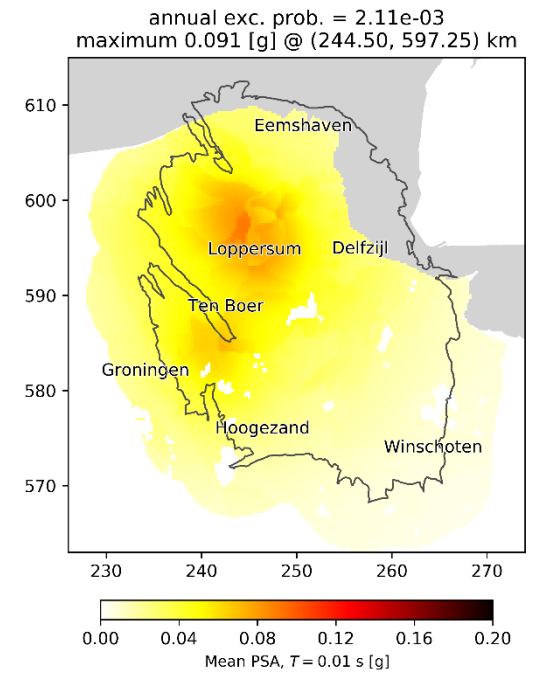 annual exc. prob. = 2.11e-03
maximum 0.091 [g] @ (244.50, 597.25) km
610
Eemshaven
600
Loppersum
Delfzijl
590
Ten Boer
Groningen
580
Hoogezand
Winschoten
570
230 240 250 260 270
0.00 0.04 0.08 0.12 0.16 0.20
Mean PSA, T = 0.01 s [g]